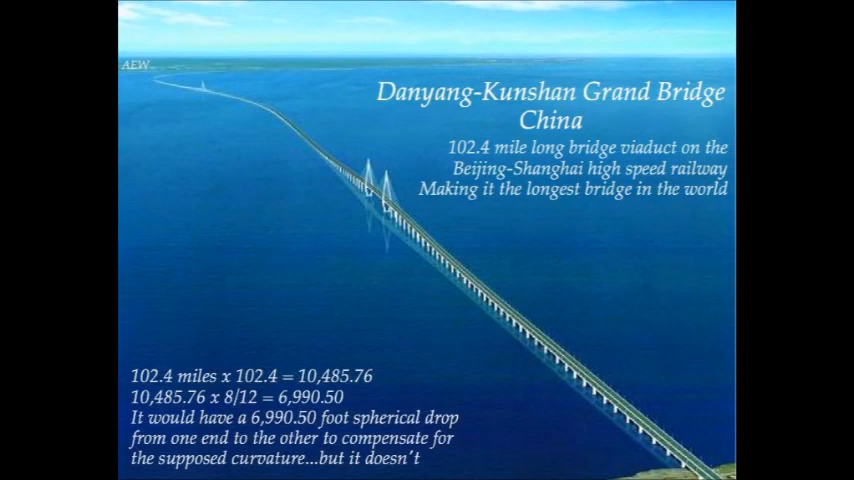 AEW
Danyang-Kunshan Grand Bridge
China
102.4 mile long bridge viaduct on the
Beijing-Shanghai high speed railway
Making it the longest bridge in the world
102.4 miles x 102.4 = 10,485.76
10,485.76 x 8/12 = 6,990.50
It would have a 6,990.50 foot spherical drop
from one end to the other to compensate for
the supposed curvature...but it doesn't